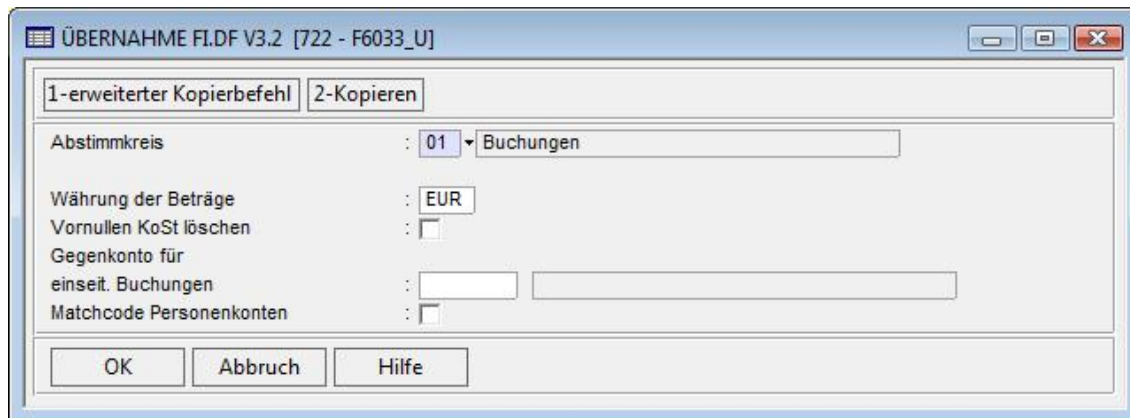 ÜBERNAHME FI.DF V3.2 [722 - F6033_U]
1-erweiterter Kopierbefehl 2-Kopieren
Abstimmkreis : 01 Buchungen
Währung der Beträge : EUR
Vornullen KoSt löschen :
Gegenkonto für
einseit. Buchungen :
Matchcode Personenkonten :
OK Abbruch Hilfe